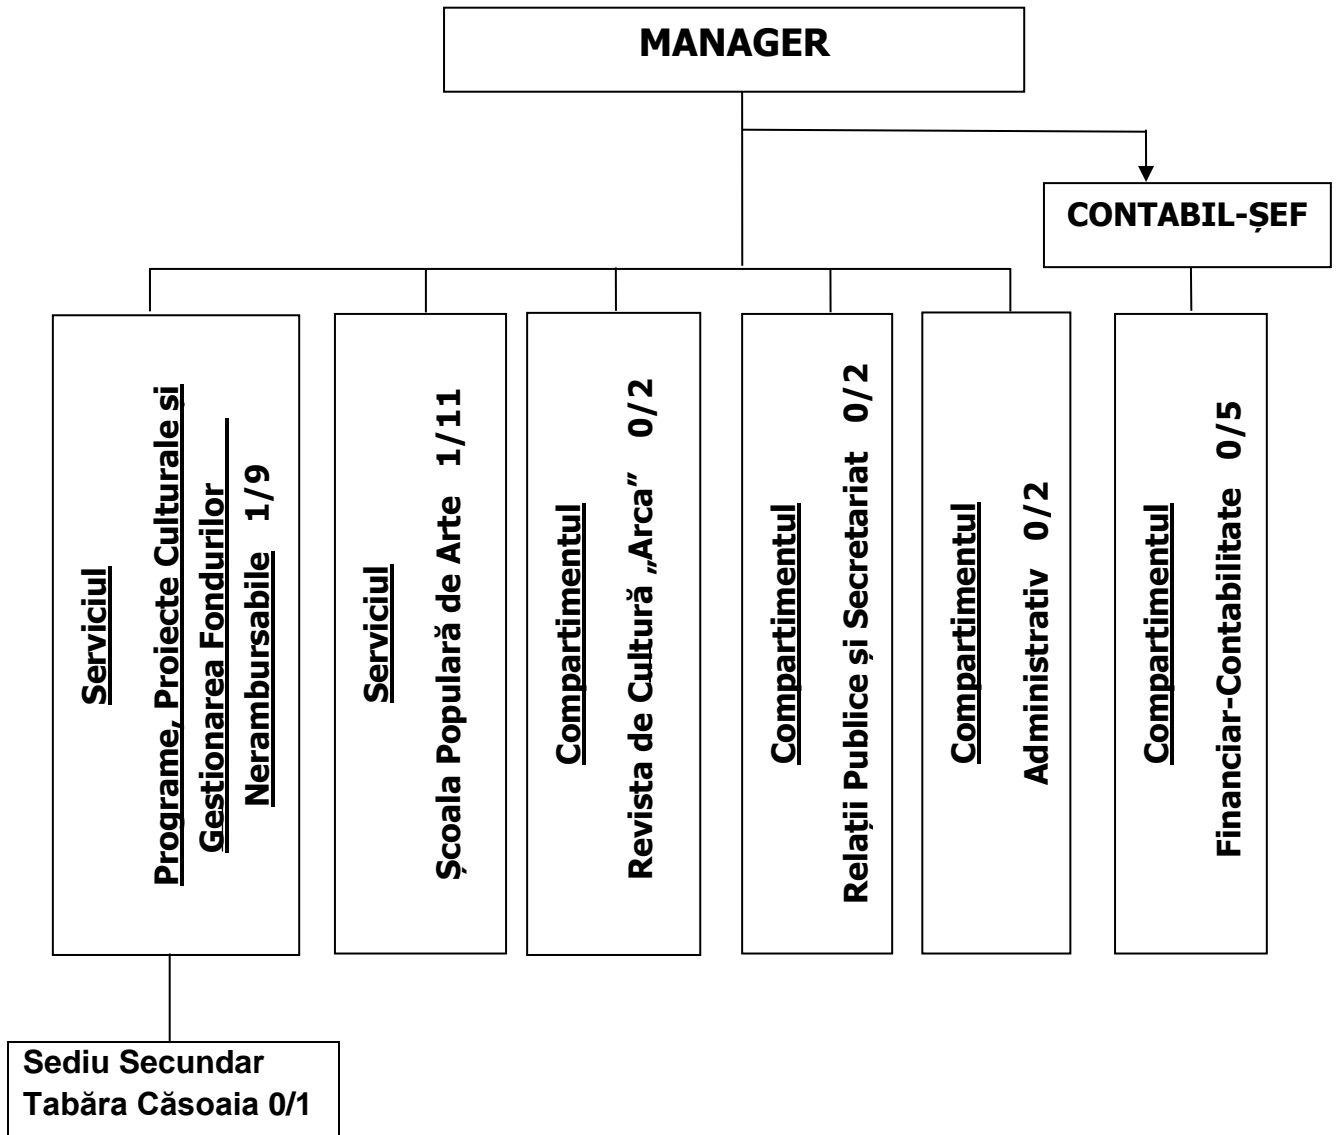 MANAGER
CONTABIL-ȘEF
Serviciul
Programe, Proiecte Culturale si
Gestionarea Fondurilor
Nerambursabile 1/9
Serviciul
Școala Populară de Arte 1/11
Compartimentul
Revista de Cultură „Arca” 0/2
Compartimentul
Relații Publice și Secretariat 0/2
Compartimentul
Administrativ 0/2
Compartimentul
Financiar-Contabilitate 0/5
Sediu Secundar
Tabăra Căsoaia 0/1